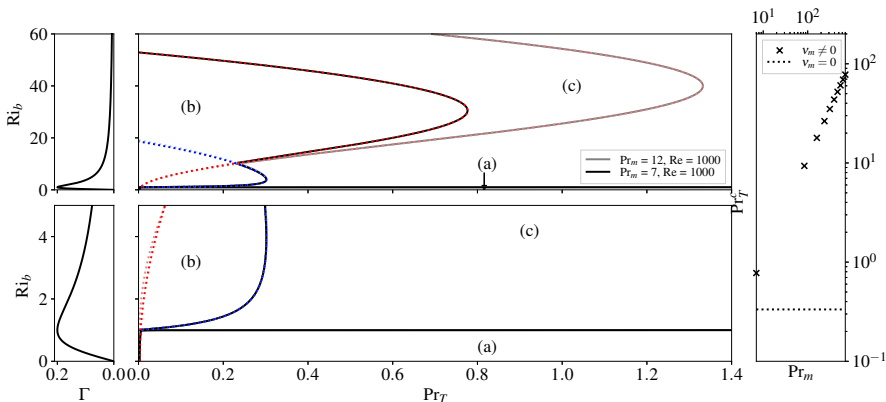 60
40
20
0
Ri_b
(b)
(c)
(a)
Pr_m = 12, Re = 1000
Pr_m = 7, Re = 1000
4
2
0
Ri_b
(c)
(b)
(a)
0.2
0.0
Γ
0.0
0.2
0.4
0.6
0.8
1.0
1.2
1.4
Pr_T
10^1
10^2
ν_m ≠ 0
ν_m = 0
10^2
10^1
10^0
10^−1
Pr_T^c
Pr_m